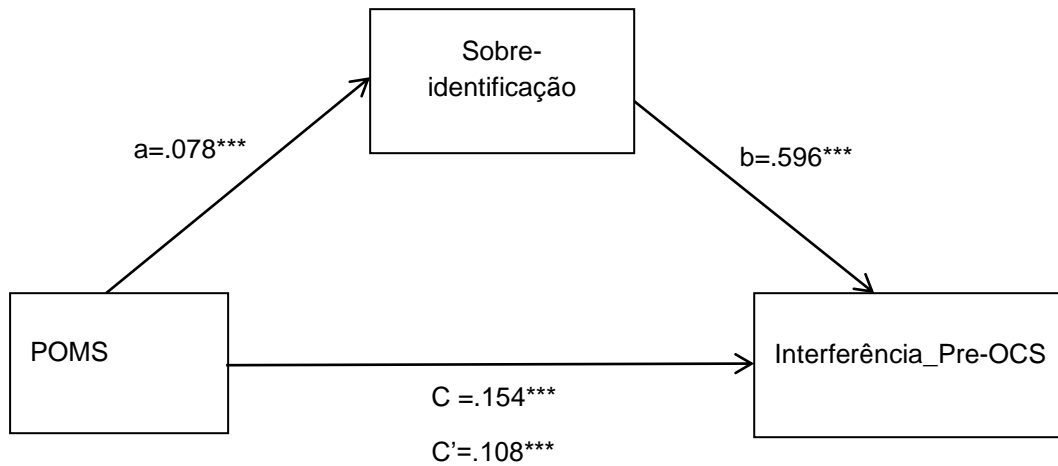 Sobre-
identificação
a=.078***
b=.596***
POMS
Interferência_Pre-OCS
C =.154***
C’=.108***